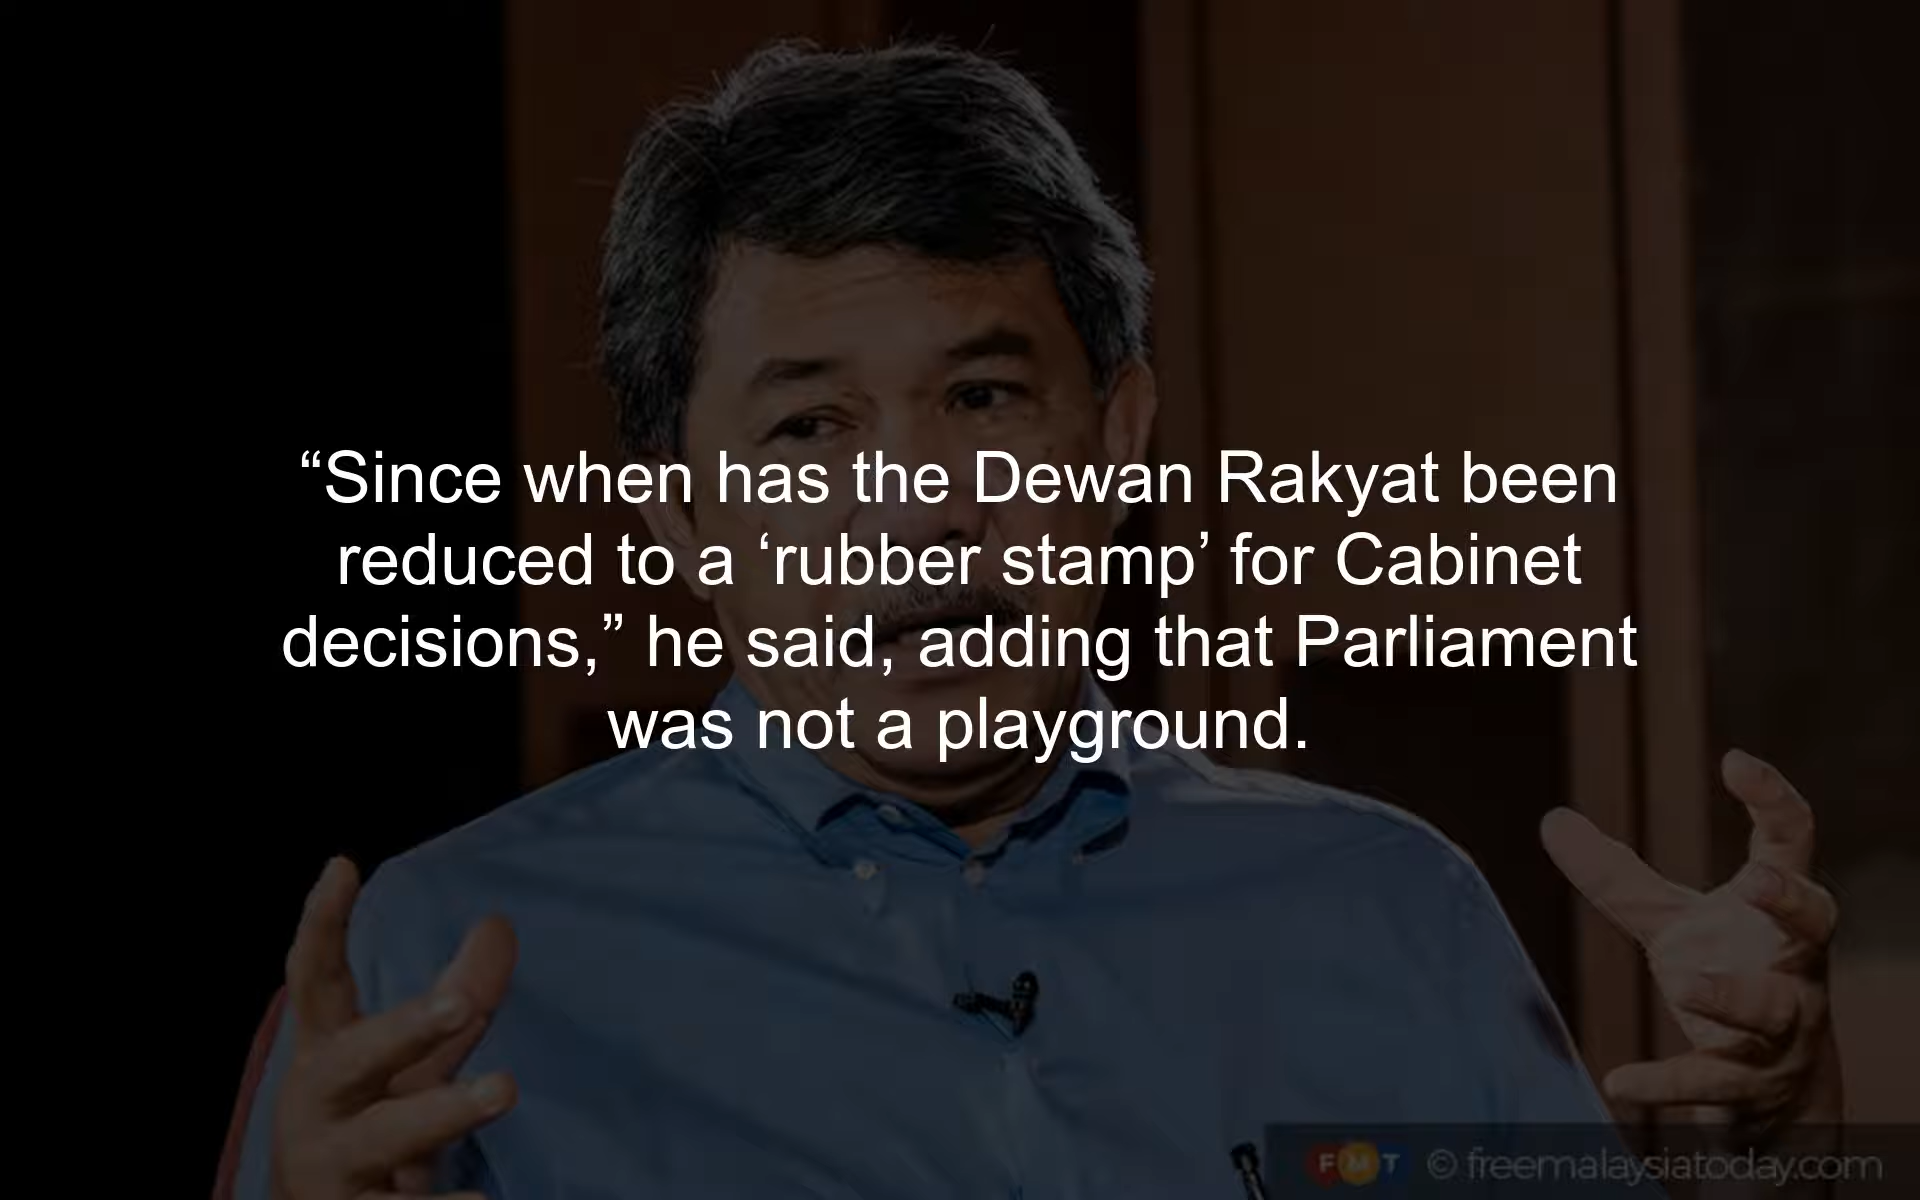 “Since when has the Dewan Rakyat been
reduced to a ‘rubber stamp’ for Cabinet
decisions,” he said, adding that Parliament
was not a playground.
FMT © freemalaysiatoday.com